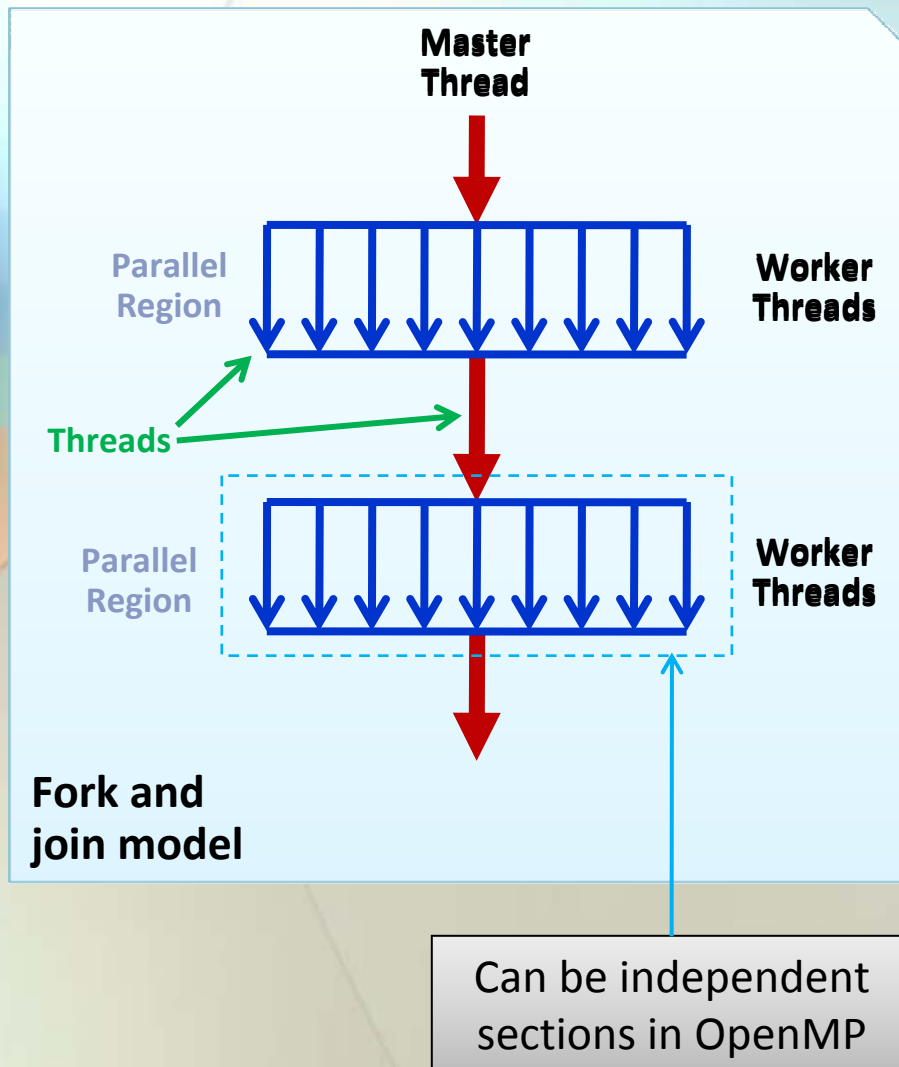 Master
Thread
Parallel
Region
Worker
Threads
Threads
Parallel
Region
Worker
Threads
Fork and
join model
Can be independent
sections in OpenMP